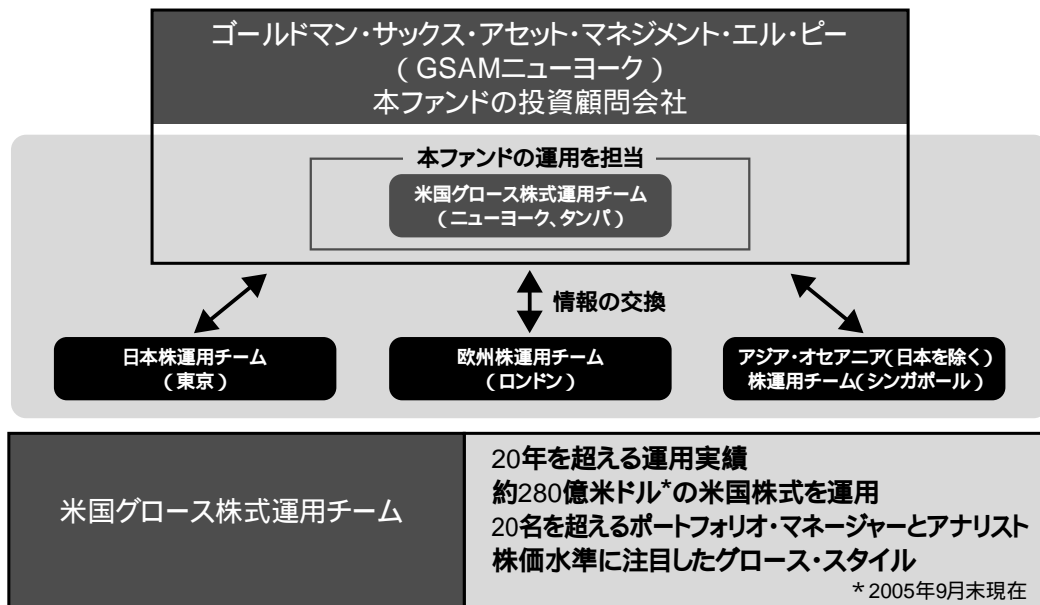 ゴールドマン・サックス・アセット・マネジメント・エル・ピー
（GSAMニューヨーク）
本ファンドの投資顧問会社
本ファンドの運用を担当
米国グロース株式運用チーム
（ニューヨーク、タンパ）
情報の交換
日本株運用チーム
（東京）
欧州株運用チーム
（ロンドン）
アジア・オセアニア（日本を除く）
株運用チーム（シンガポール）
米国グロース株式運用チーム
20年を超える運用実績
約280億米ドル*の米国株式を運用
20名を超えるポートフォリオ・マネージャーとアナリスト
株価水準に注目したグロース・スタイル
*2005年9月末現在